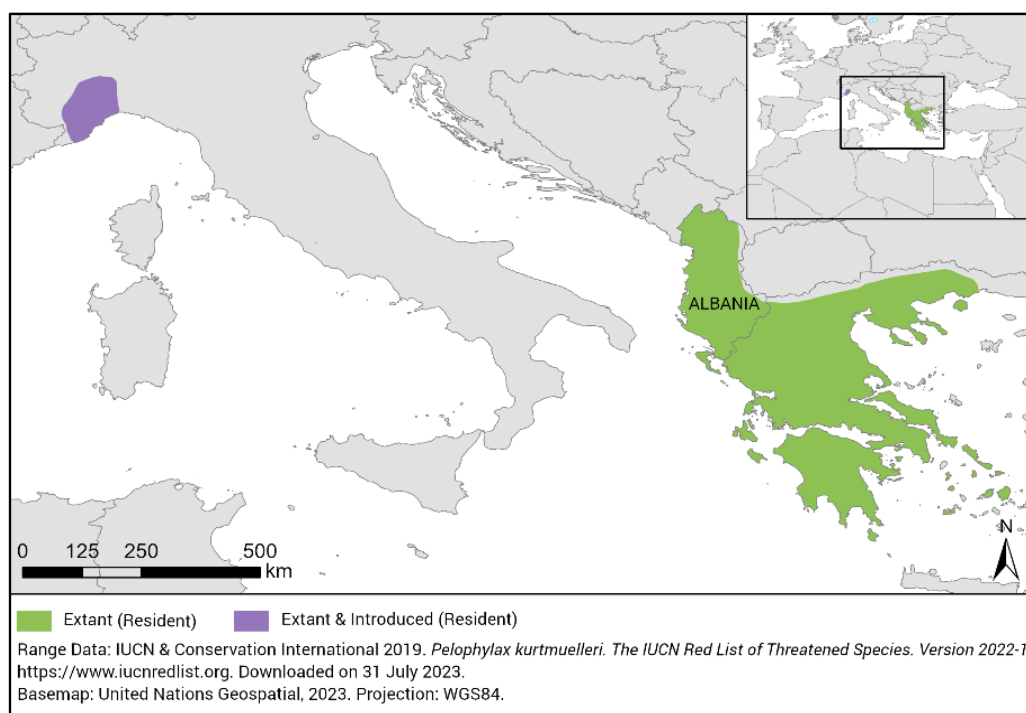 ALBANIA
N
0 125 250 500
km
Extant (Resident) Extant & Introduced (Resident)
Range Data: IUCN & Conservation International 2019. Pelophylax kurtmuelleri. The IUCN Red List of Threatened Species. Version 2022-1
https://www.iucnredlist.org. Downloaded on 31 July 2023.
Basemap: United Nations Geospatial, 2023. Projection: WGS84.